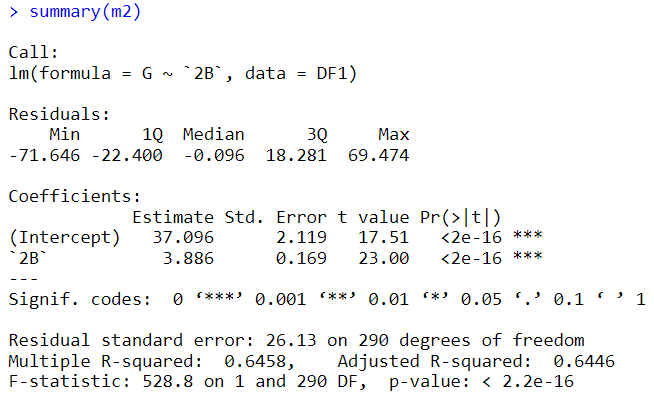 > summary(m2)
Call:
lm(formula = G ~ `2B`, data = DF1)
Residuals:
    Min      1Q  Median      3Q     Max
-71.646 -22.400  -0.096  18.281  69.474
Coefficients:
            Estimate Std. Error t value Pr(>|t|)
(Intercept)   37.096      2.119   17.51   <2e-16 ***
`2B`           3.886      0.169   23.00   <2e-16 ***
---
Signif. codes:  0 ‘***’ 0.001 ‘**’ 0.01 ‘*’ 0.05 ‘.’ 0.1 ‘ ’ 1
Residual standard error: 26.13 on 290 degrees of freedom
Multiple R-squared:  0.6458,    Adjusted R-squared:  0.6446
F-statistic: 528.8 on 1 and 290 DF,  p-value: < 2.2e-16